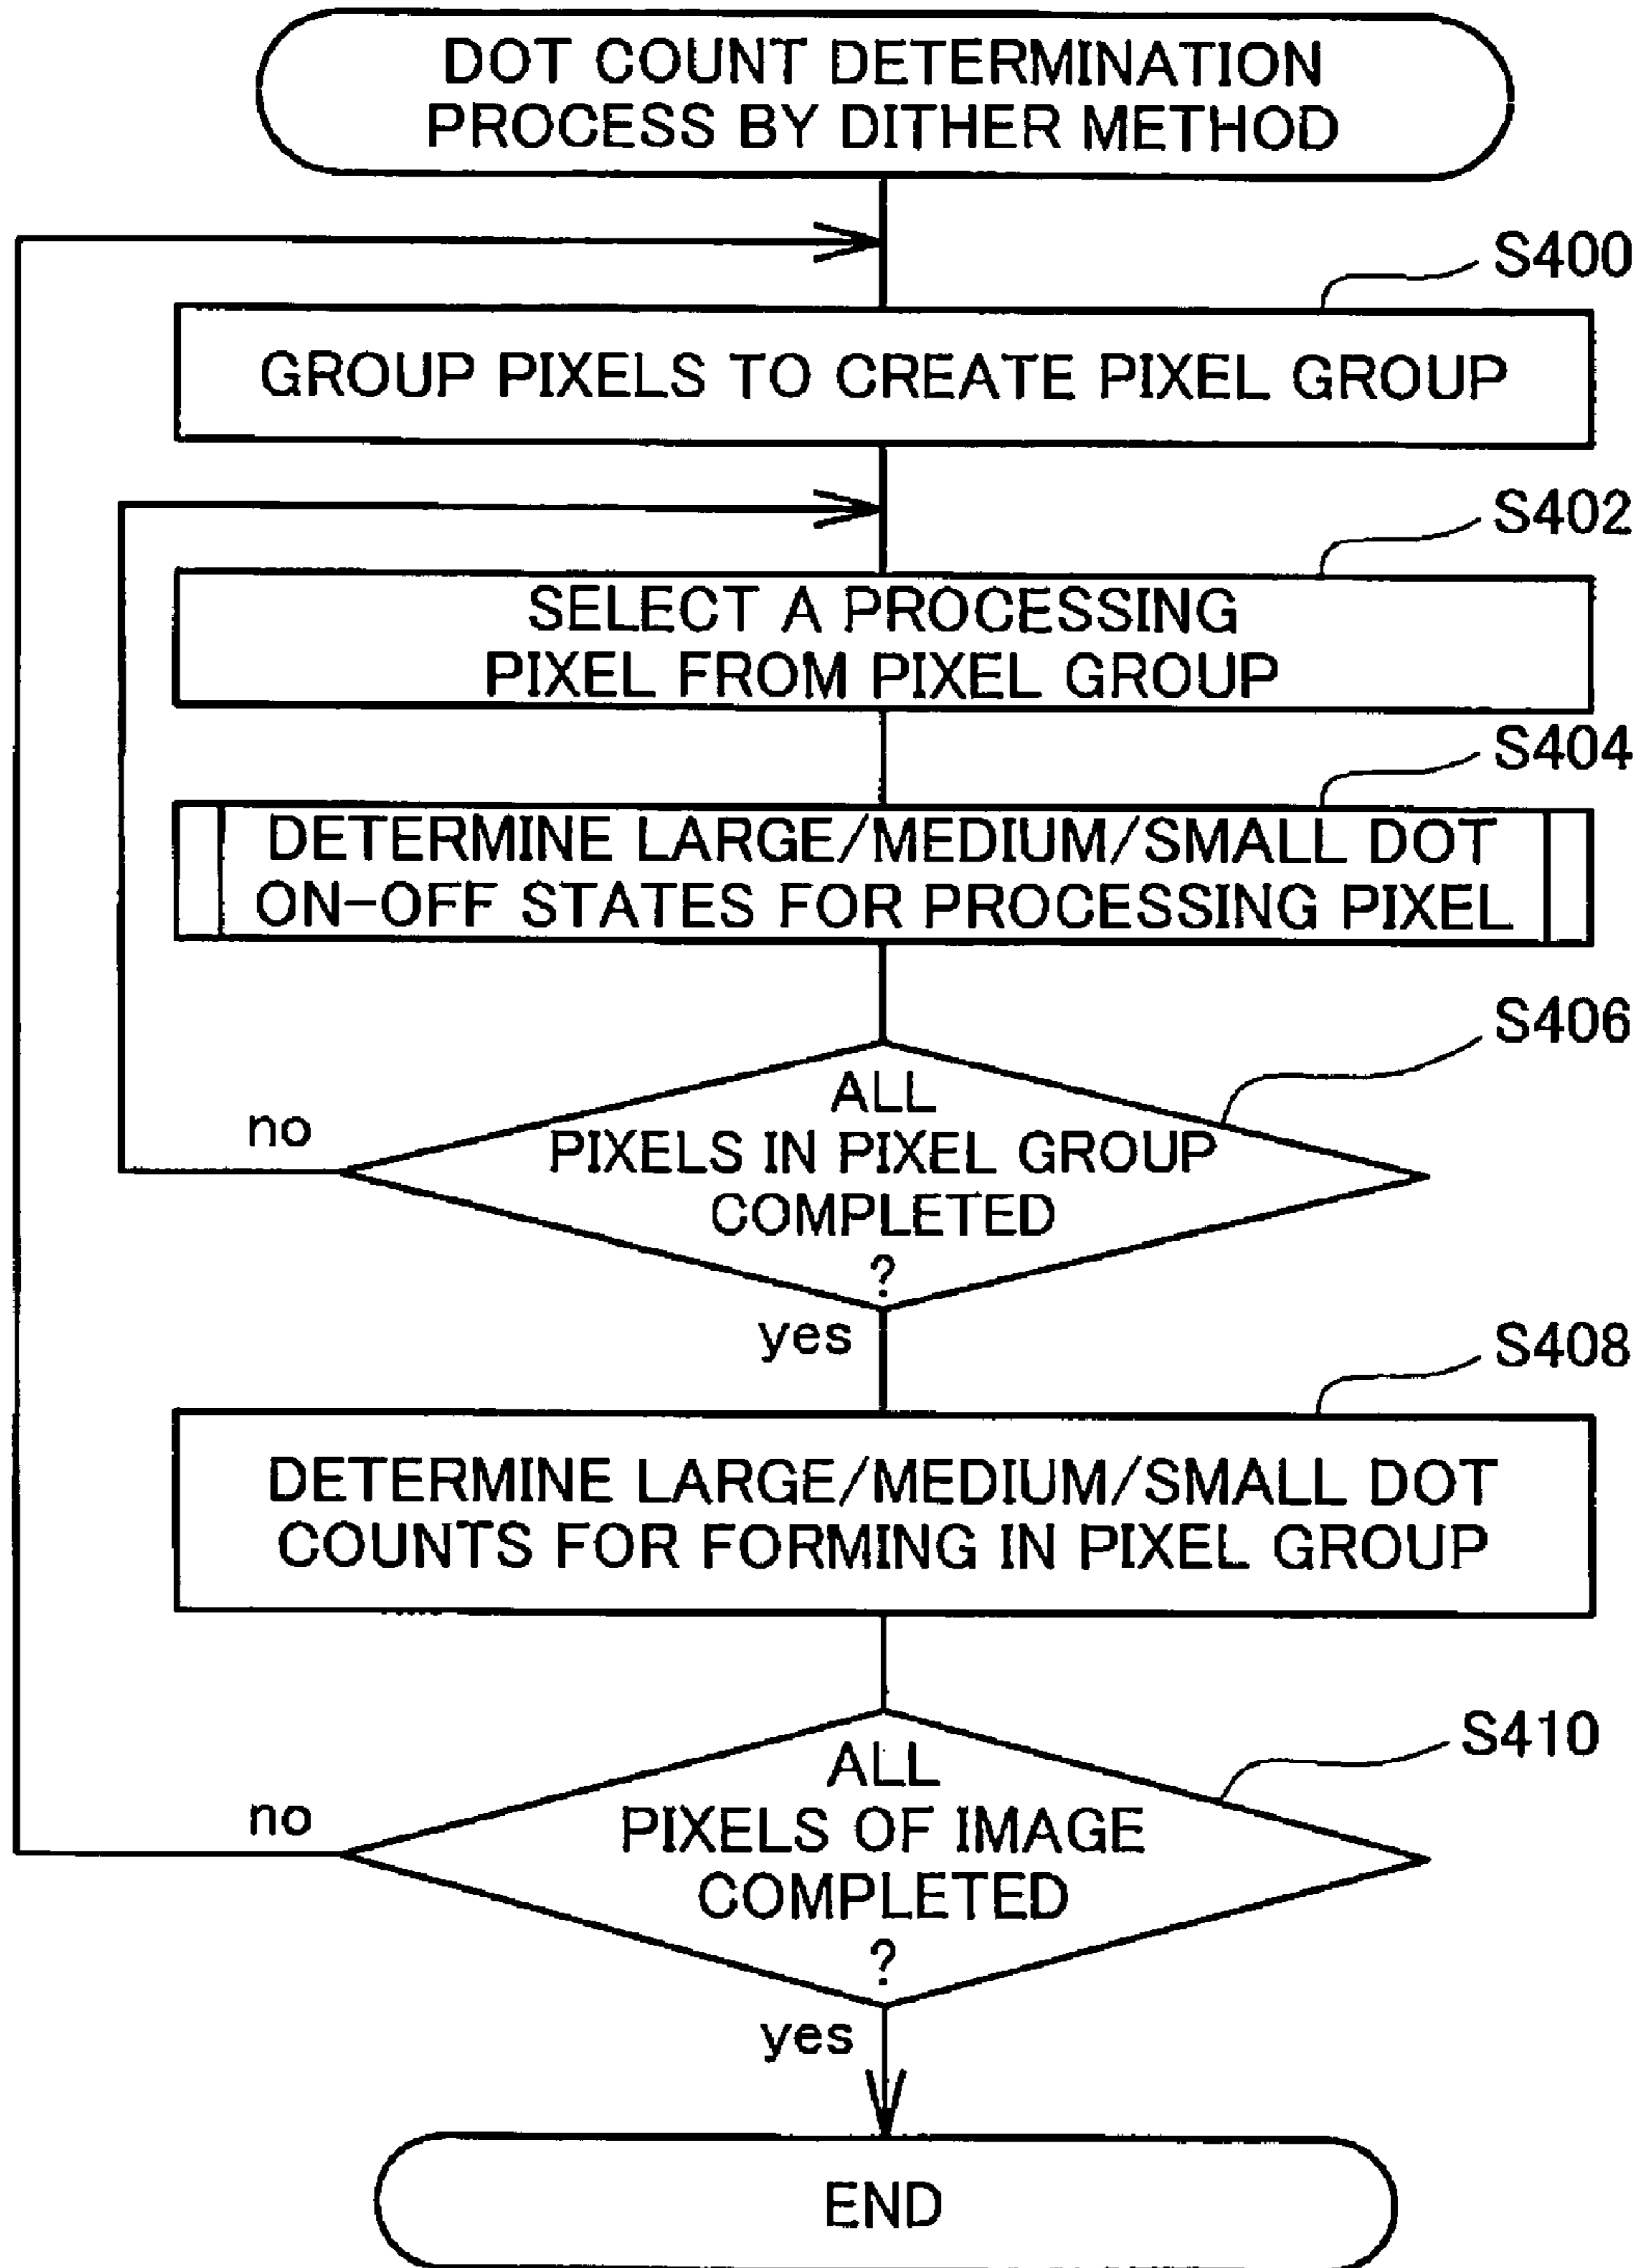 DOT COUNT DETERMINATION
PROCESS BY DITHER METHOD
S400
GROUP PIXELS TO CREATE PIXEL GROUP
S402
SELECT A PROCESSING
PIXEL FROM PIXEL GROUP
S404
DETERMINE LARGE/MEDIUM/SMALL DOT
ON-OFF STATES FOR PROCESSING PIXEL
S406
ALL
PIXELS IN PIXEL GROUP
COMPLETED
?
no
yes
S408
DETERMINE LARGE/MEDIUM/SMALL DOT
COUNTS FOR FORMING IN PIXEL GROUP
S410
ALL
PIXELS OF IMAGE
COMPLETED
?
no
yes
END